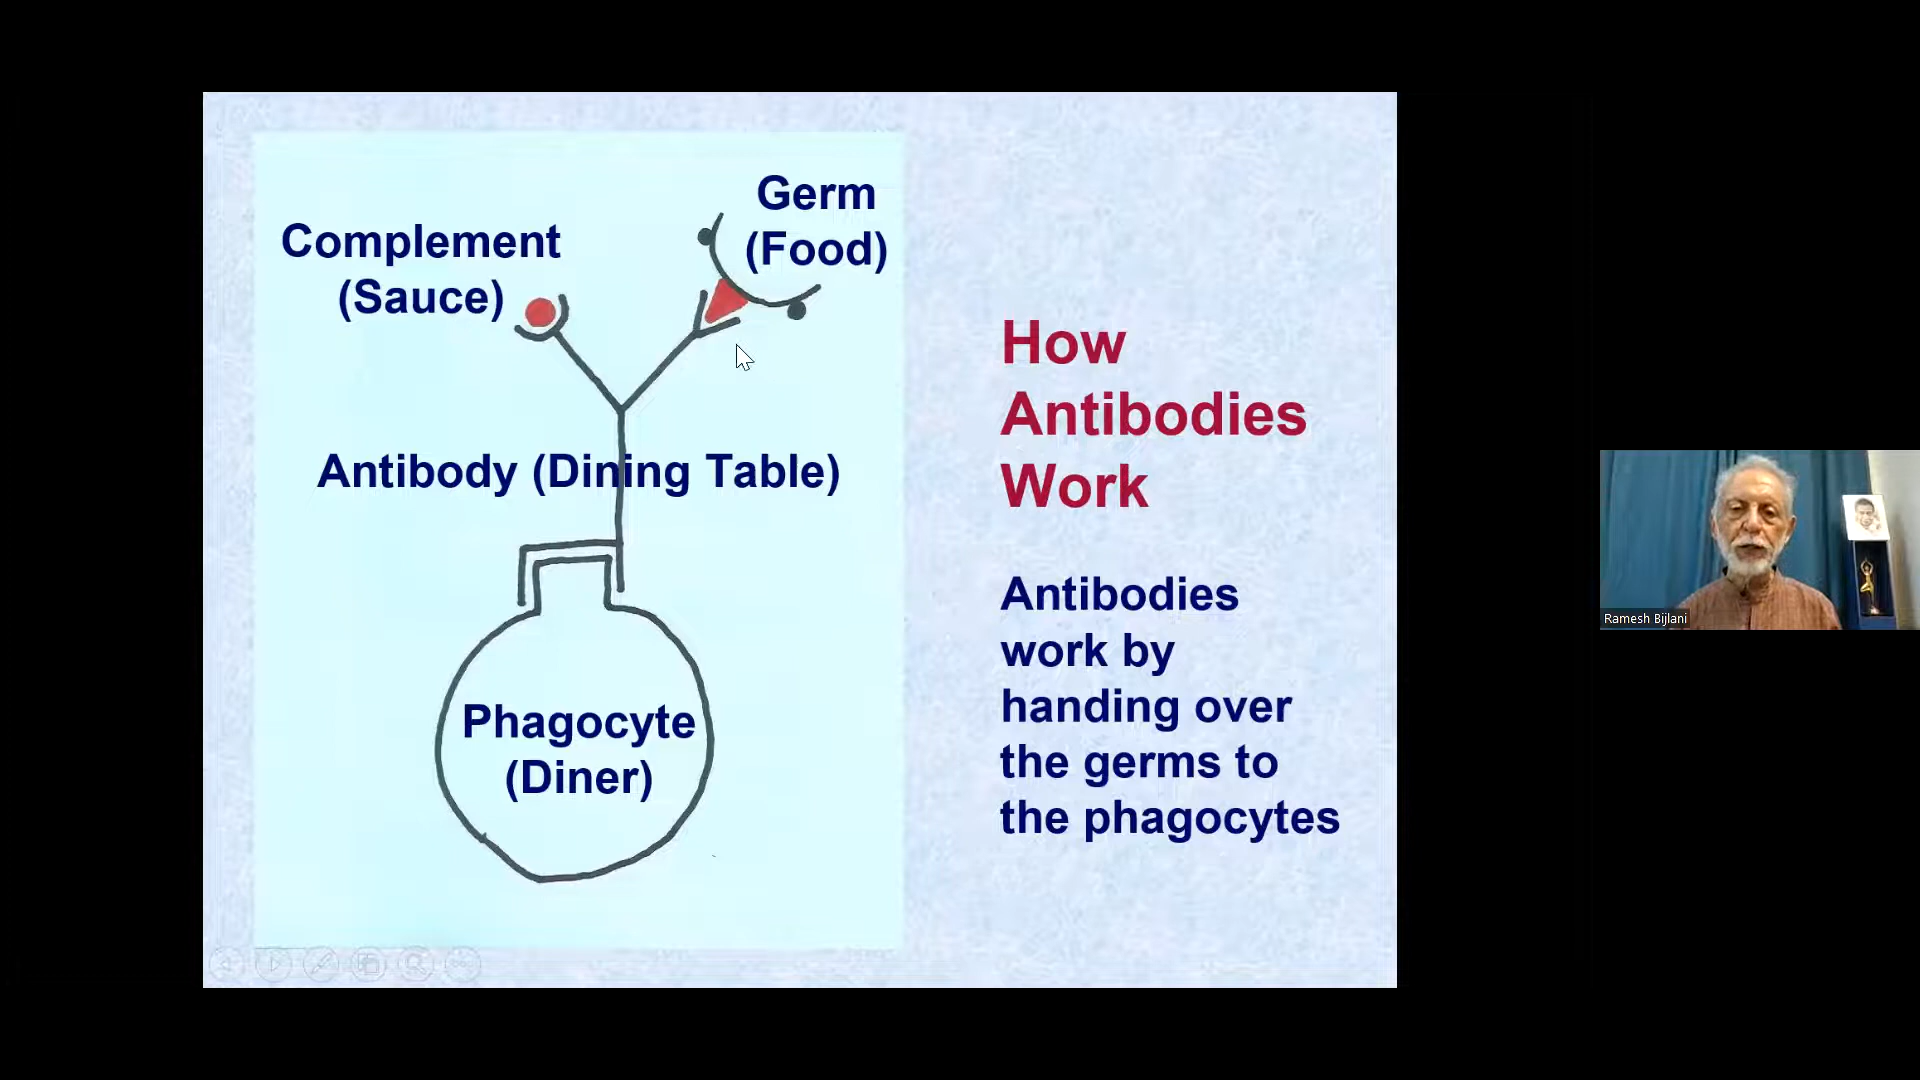 Germ
(Food)
Complement
(Sauce)
Antibody (Dining Table)
Phagocyte
(Diner)
How
Antibodies
Work
Antibodies
work by
handing over
the germs to
the phagocytes
Ramesh Bijlani